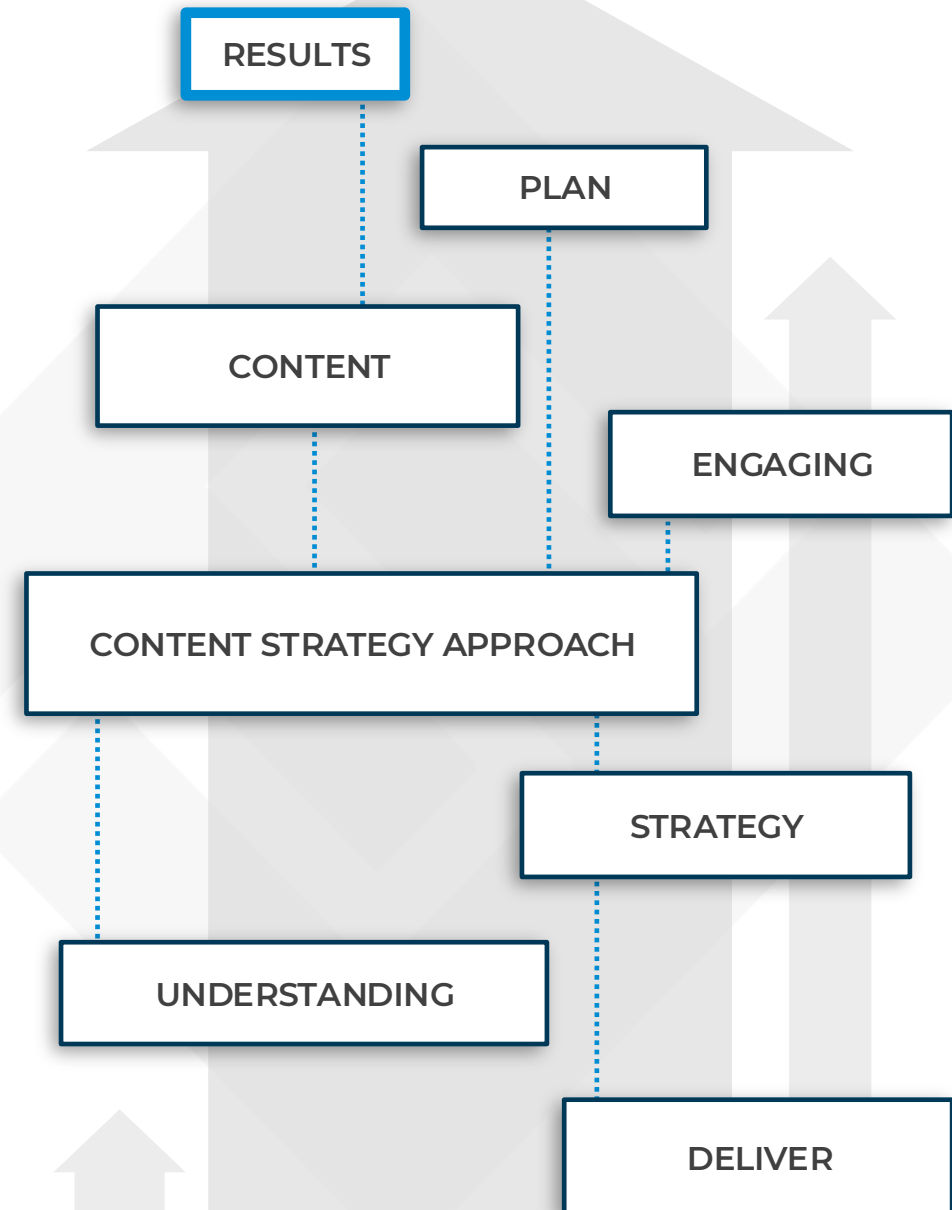 RESULTS
PLAN
CONTENT
ENGAGING
CONTENT STRATEGY APPROACH
STRATEGY
UNDERSTANDING
DELIVER